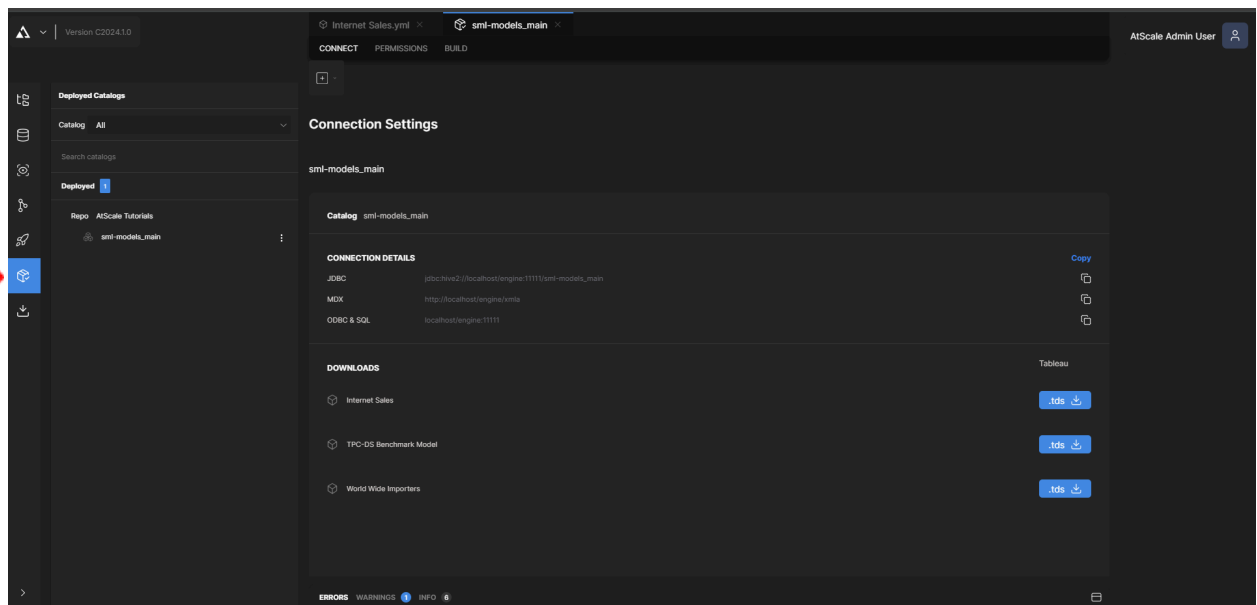 Version C2024.1.0
Internet Sales.yml
sml-models_main
AtScale Admin User
CONNECT PERMISSIONS BUILD
Deployed Catalogs
Catalog All
Search catalogs
Deployed 1
Repo AtScale Tutorials
sml-models_main
Connection Settings
sml-models_main
Catalog sml-models_main
CONNECTION DETAILS Copy
JDBC jdbc:hive2://localhost/engine:11111/sml-models_main
MDX http://localhost/engine/xmla
ODBC & SQL localhost/engine:11111
DOWNLOADS Tableau
Internet Sales .tds
TPC-DS Benchmark Model .tds
World Wide Importers .tds
ERRORS WARNINGS 1 INFO 6